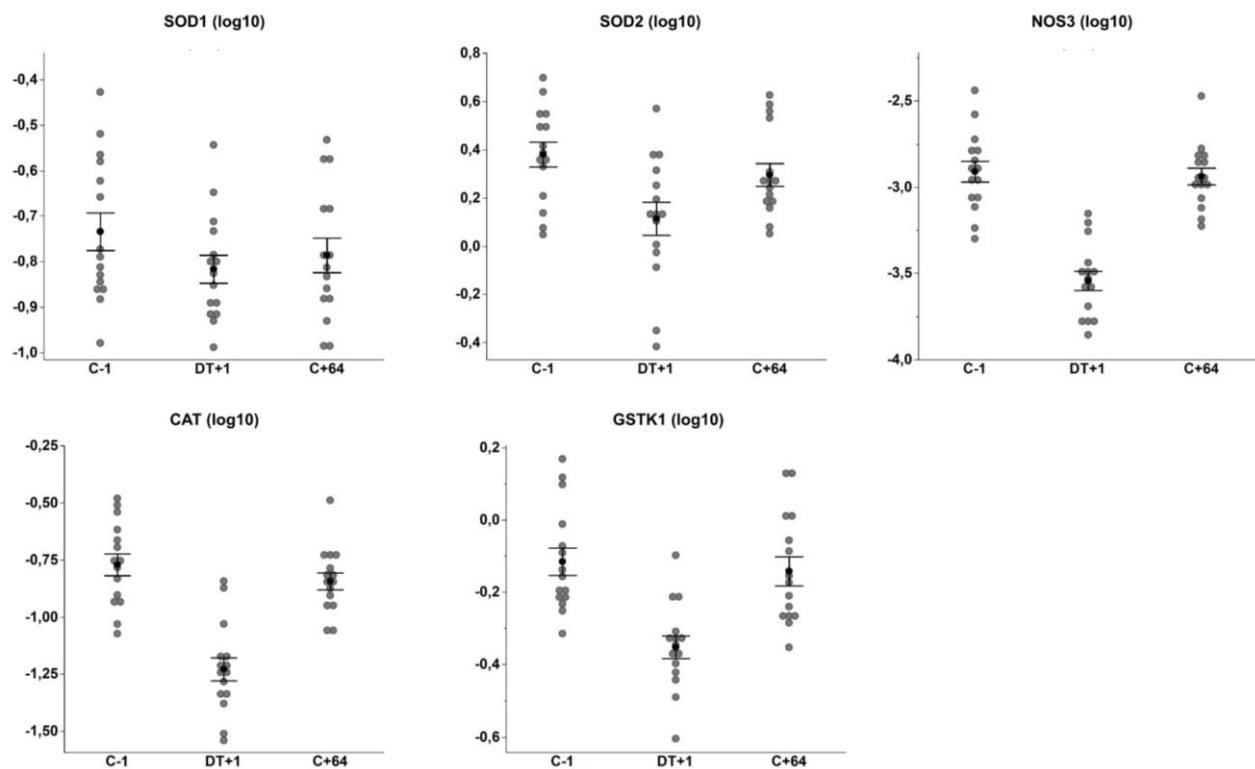 SOD1 (log10)
-0,4
-0,5
-0,6
-0,7
-0,8
-0,9
-1,0
C-1 DT+1 C+64
SOD2 (log10)
0,8
0,6
0,4
0,2
0,0
-0,2
-0,4
C-1 DT+1 C+64
NOS3 (log10)
-2,5
-3,0
-3,5
-4,0
C-1 DT+1 C+64
CAT (log10)
-0,25
-0,50
-0,75
-1,00
-1,25
-1,50
C-1 DT+1 C+64
GSTK1 (log10)
0,2
0,0
-0,2
-0,4
-0,6
C-1 DT+1 C+64